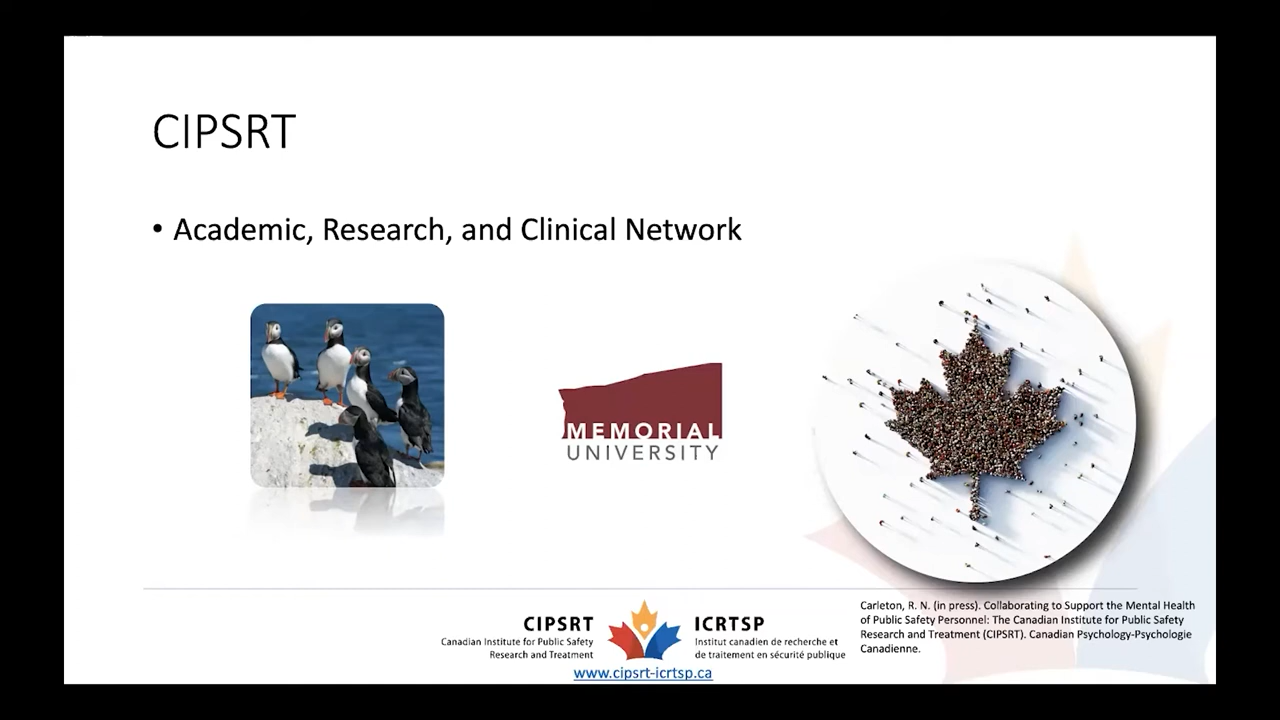 CIPSRT
• Academic, Research, and Clinical Network
MEMORIAL
UNIVERSITY
CIPSRT
Canadian Institute for Public Safety
Research and Treatment
ICRTSP
Institut canadien de recherche et
de traitement en sécurité publique
www.cipsrt-icrtsp.ca
Carleton, R. N. (in press). Collaborating to Support the Mental Health
of Public Safety Personnel: The Canadian Institute for Public Safety
Research and Treatment (CIPSRT). Canadian Psychology-Psychologie
Canadienne.